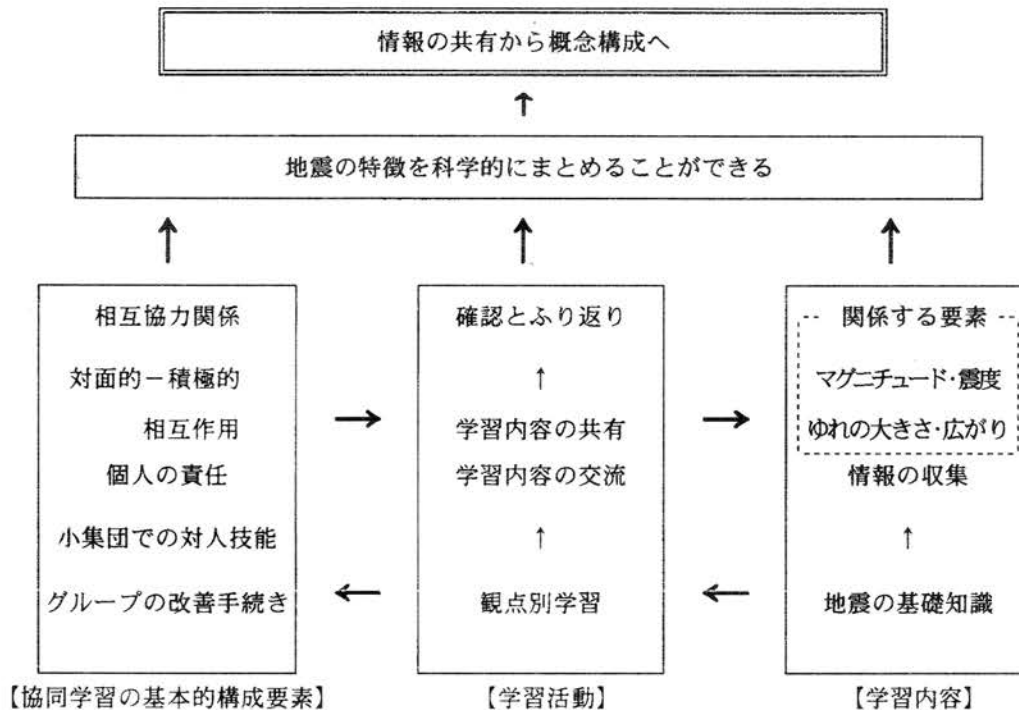 情報の共有から概念構成へ
↑
地震の特徴を科学的にまとめることができる
↑ ↑ ↑
相互協力関係
対面的－積極的
相互作用
個人の責任
小集団での対人技能
グループの改善手続き
【協同学習の基本的構成要素】
→
←
確認とふり返り
↑
学習内容の共有
学習内容の交流
↑
観点別学習
【学習活動】
→
←
関係する要素
マグニチュード・震度
ゆれの大きさ・広がり
情報の収集
↑
地震の基礎知識
【学習内容】